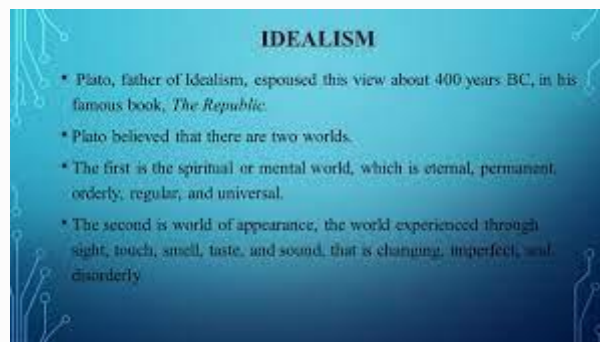 IDEALISM
• Plato, father of Idealism, espoused this view about 400 years BC, in his
famous book, The Republic.
• Plato believed that there are two worlds.
• The first is the spiritual or mental world, which is eternal, permanent,
orderly, regular, and universal.
• The second is world of appearance, the world experienced through
sight, touch, smell, taste, and sound, that is changing, imperfect, and
disorderly